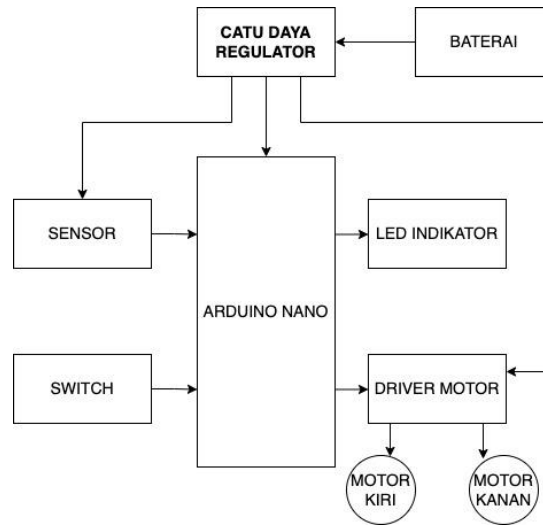 CATU DAYA
REGULATOR
BATERAI
SENSOR
LED INDIKATOR
ARDUINO NANO
SWITCH
DRIVER MOTOR
MOTOR
KIRI
MOTOR
KANAN